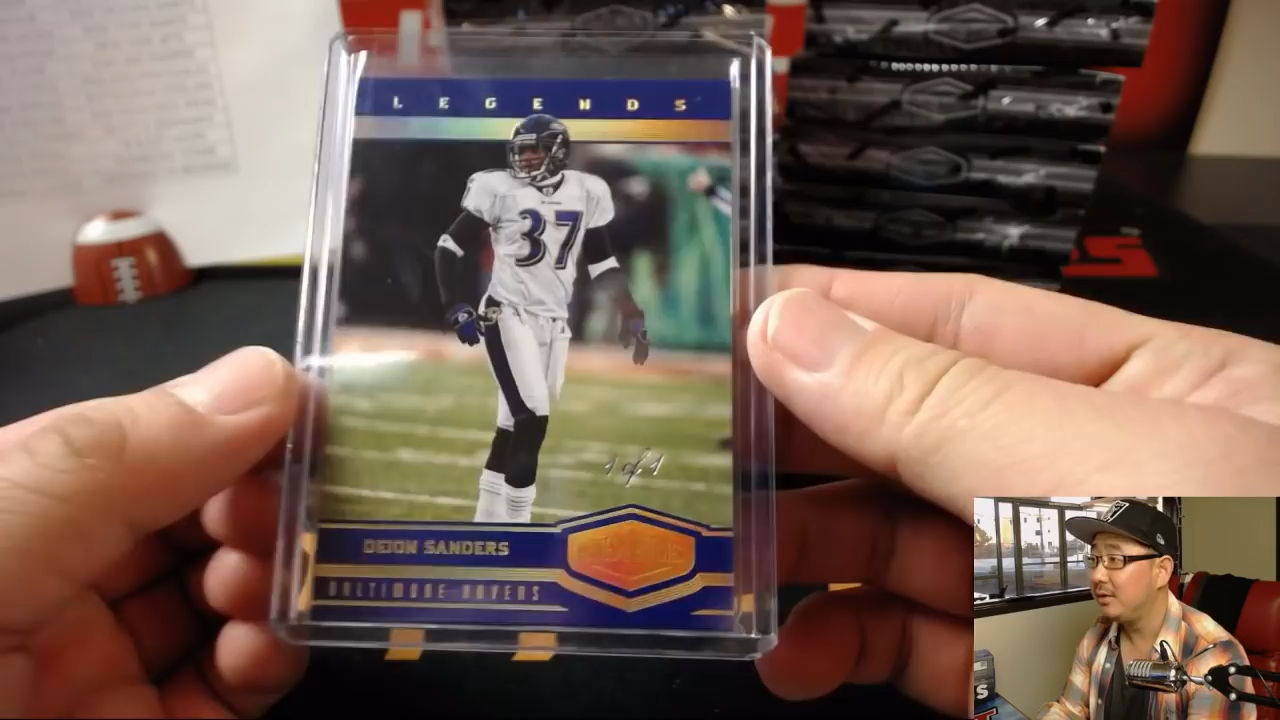 LEGENDS
37
1 of 1
DEION SANDERS
BALTIMORE RAVENS
S